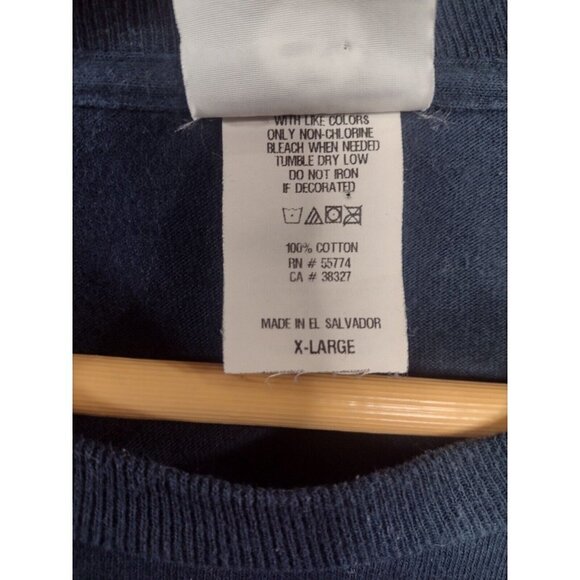 WITH LIKE COLORS
ONLY NON-CHLORINE
BLEACH WHEN NEEDED
TUMBLE DRY LOW
DO NOT IRON
IF DECORATED
100% COTTON
RN # 55774
CA # 38327
MADE IN EL SALVADOR
X-LARGE